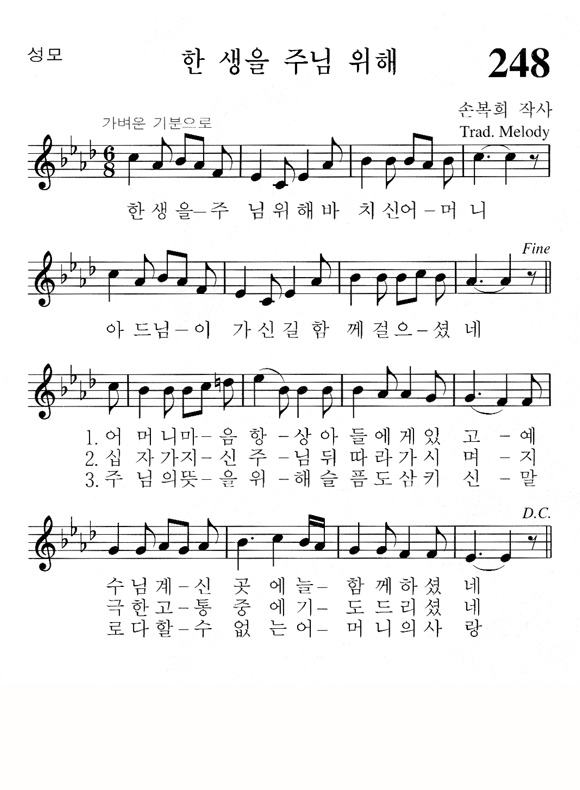 성모
한 생을 주님 위해
248
손복희 작사
가벼운 기분으로
Trad. Melody
한생을–주 님위해바 치신어–머 니
Fine
아드님–이 가신길함 께걸으–셨네
1. 어 머니마–음 항–상아 들에게있 고–예
2. 십 자가지–신 주–님뒤 따라가시 며–지
3. 주 님의뜻–을 위–해슬 픔도삼키 신–말
D.C.
수님계–신 곳 에늘– 함께하셨 네
극한고–통 중에기– 도드리셨 네
로다할–수 없는어– 머니의사 랑